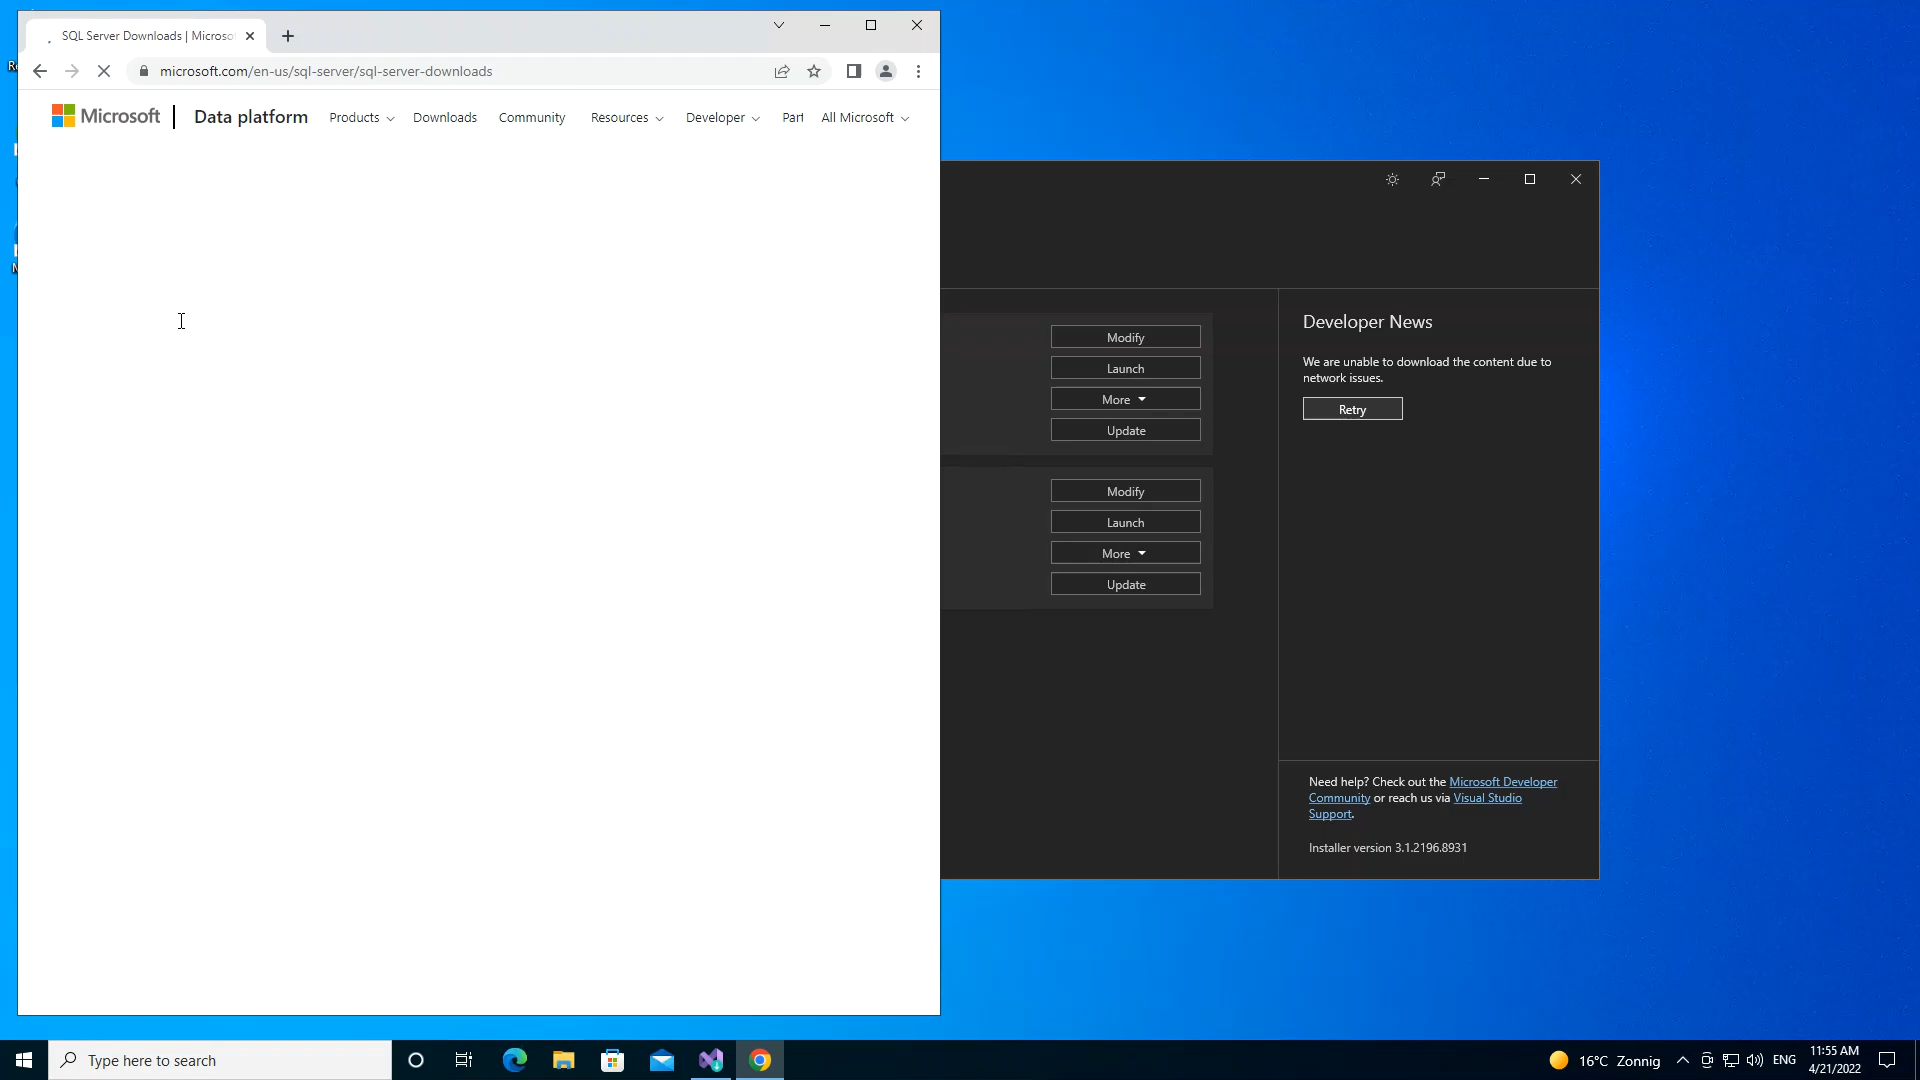 SQL Server Downloads | Microso
microsoft.com/en-us/sql-server/sql-server-downloads
Microsoft
Data platform
Products
Downloads
Community
Resources
Developer
Part
All Microsoft
Modify
Launch
More
Update
Modify
Launch
More
Update
Developer News
We are unable to download the content due to
network issues.
Retry
Need help? Check out the Microsoft Developer
Community or reach us via Visual Studio
Support.
Installer version 3.1.2196.8931
Type here to search
16°C Zonnig
ENG
11:55 AM
4/21/2022